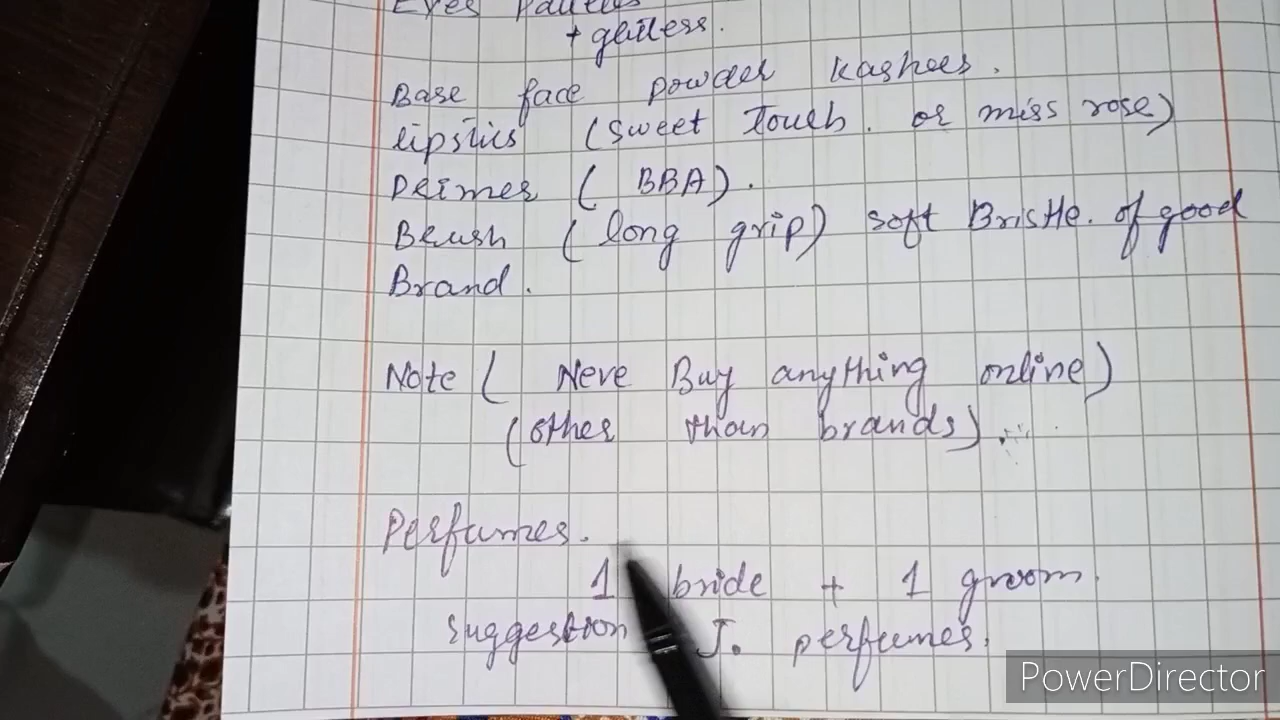 Eyes
+ glitters.
Base face powder Kashees.
lipstics (sweet Touch. or miss rose)
Primer (BBA).
Brush (long grip) soft Bristle. of good
Brand.
Note ( Neve Buy anything online)
(other than brands).
Perfumes.
1 bride + 1 groom.
suggestion J. perfumes.
PowerDirector